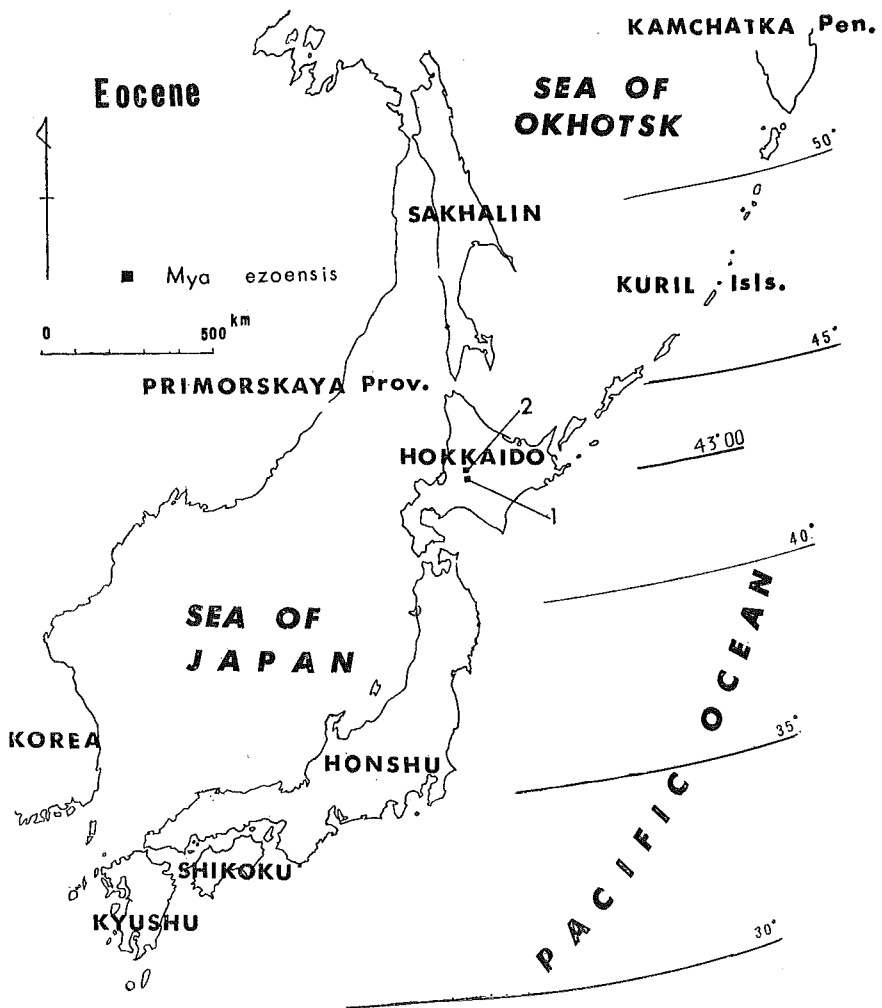 KAMCHATKA Pen.
Eocene
SEA OF
OKHOTSK
50°
SAKHALIN
■ Mya ezoensis
KURIL Isls.
0 500 km
45°
PRIMORSKAYA Prov.
2
43°00
HOKKAIDO
1
40°
SEA OF
JAPAN
PACIFIC OCEAN
KOREA
35°
HONSHU
SHIKOKU
KYUSHU
30°